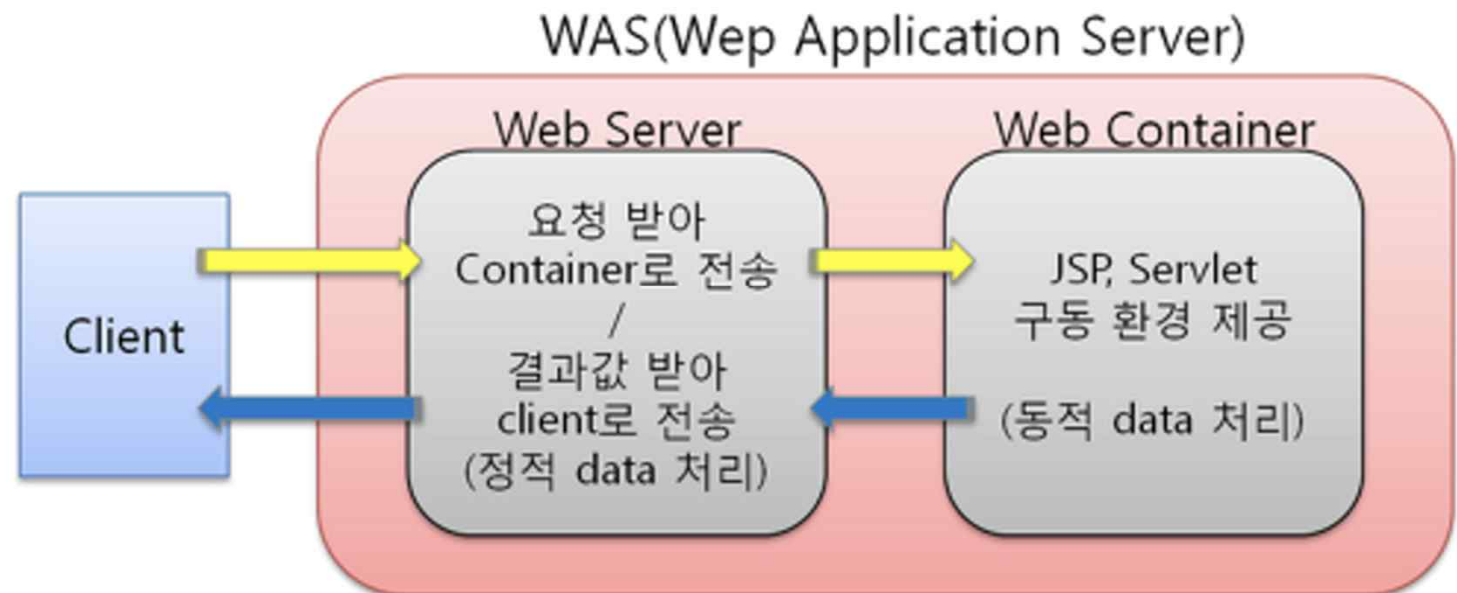 WAS(Wep Application Server)
Web Server
Web Container
Client
요청 받아
Container로 전송
/
결과값 받아
client로 전송
(정적 data 처리)
JSP, Servlet
구동 환경 제공
(동적 data 처리)